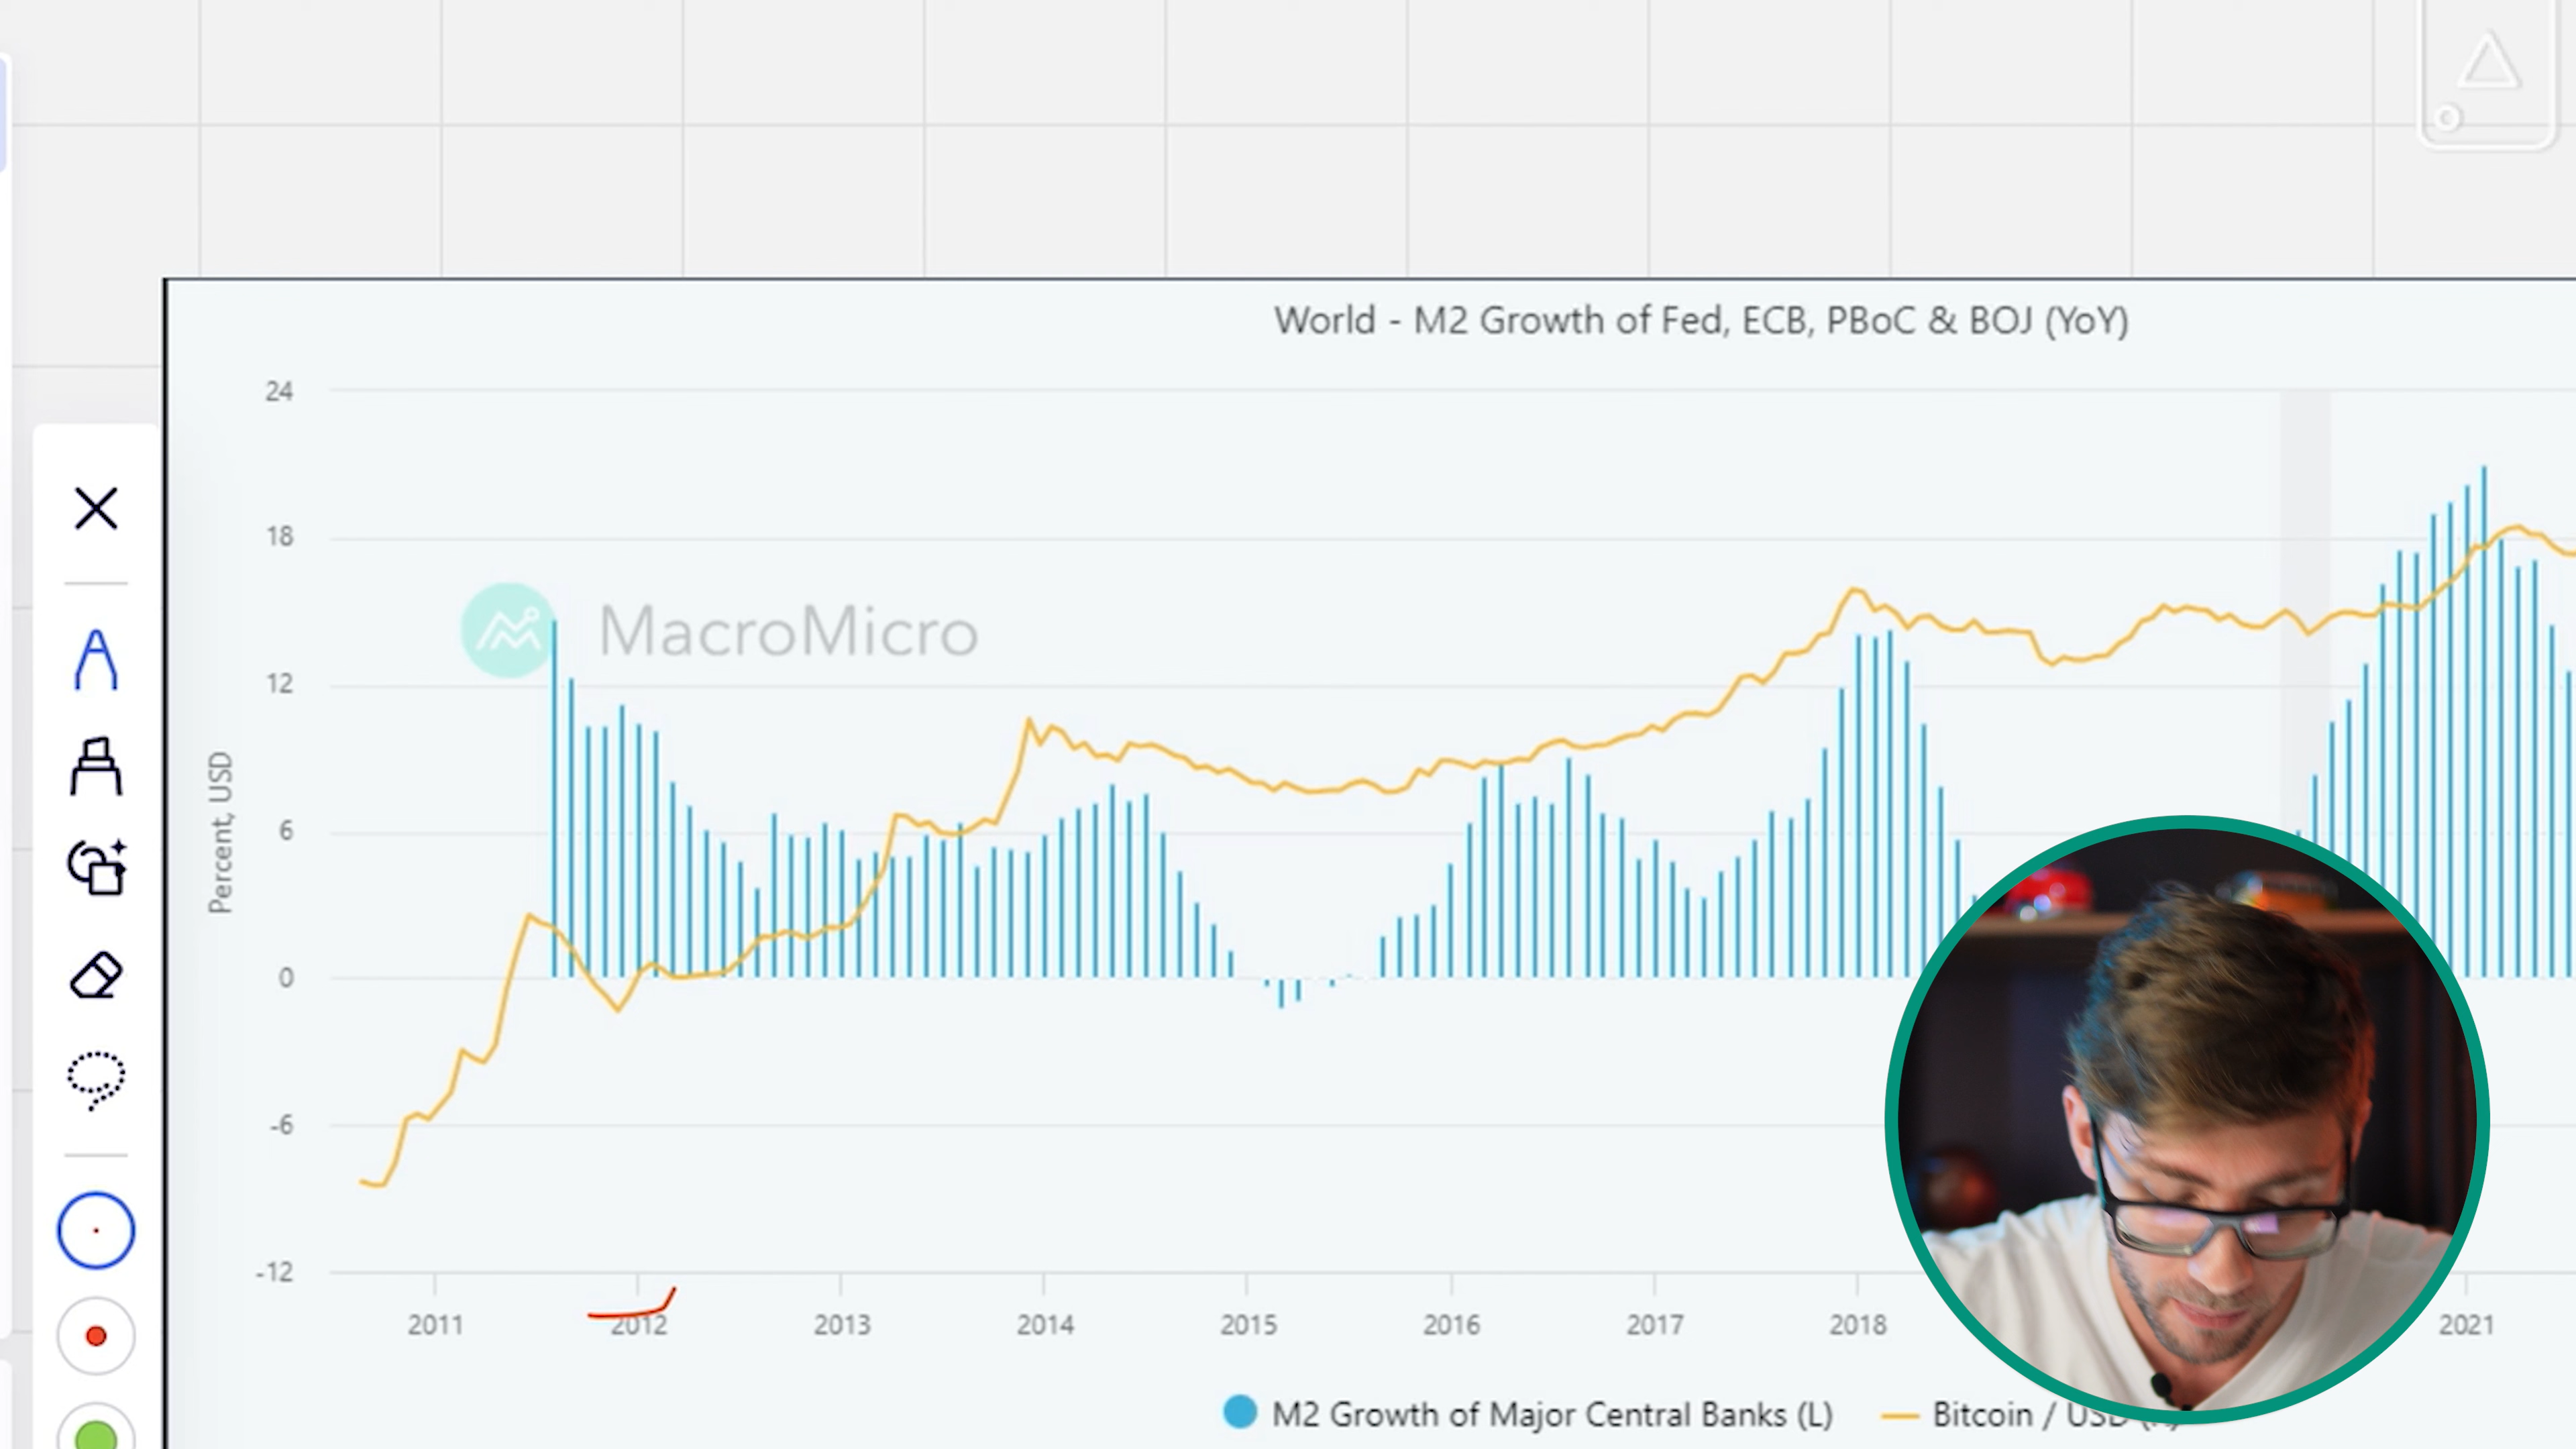 World - M2 Growth of Fed, ECB, PBoC & BOJ (YoY)
24
18
MacroMicro
12
Percent, USD
6
0
-6
-12
2011 2012 2013 2014 2015 2016 2017 2018 2021
M2 Growth of Major Central Banks (L) Bitcoin / USD